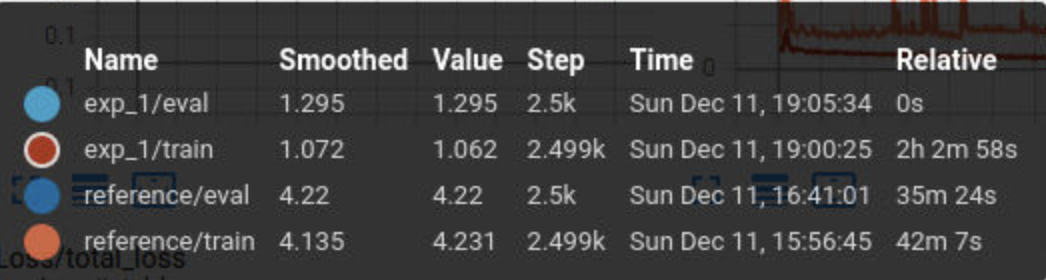 0.1
Name Smoothed Value Step Time Relative
0
0.1
exp_1/eval 1.295 1.295 2.5k Sun Dec 11, 19:05:34 0s
exp_1/train 1.072 1.062 2.499k Sun Dec 11, 19:00:25 2h 2m 58s
reference/eval 4.22 4.22 2.5k Sun Dec 11, 16:41:01 35m 24s
reference/train 4.135 4.231 2.499k Sun Dec 11, 15:56:45 42m 7s
Loss/total_loss